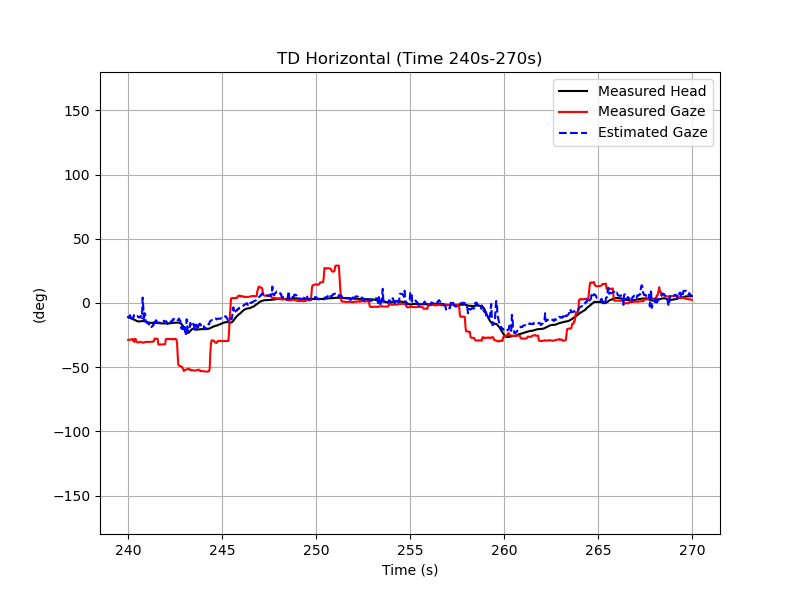 TD Horizontal (Time 240s-270s)
Measured Head
Measured Gaze
Estimated Gaze
150
100
50
0
−50
−100
−150
(deg)
240 245 250 255 260 265 270
Time (s)